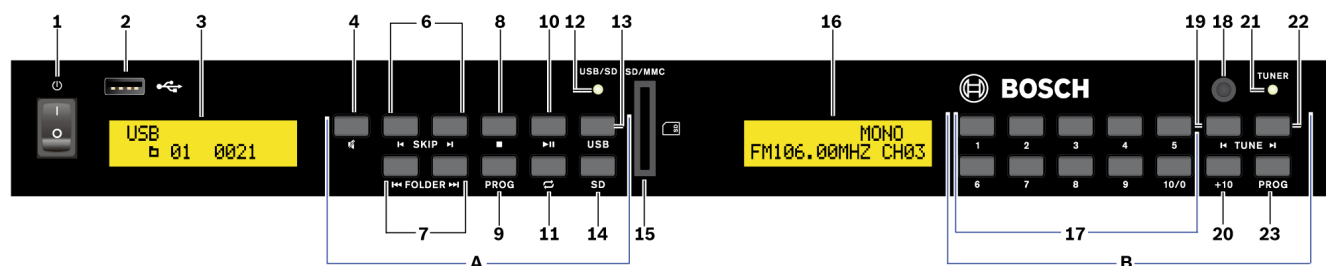 1 2 3 4 6 8 10 12 13 16 19 18 21 22
USB/SD SD/MMC TUNER
BOSCH
USB
01 0021
MONO
FM106.00MHZ CH03
SKIP USB 1 2 3 4 5 TUNE
SD
FOLDER PROG SD 6 7 8 9 10/0 +10 PROG
7 9 11 14 15 17 20 23
A B